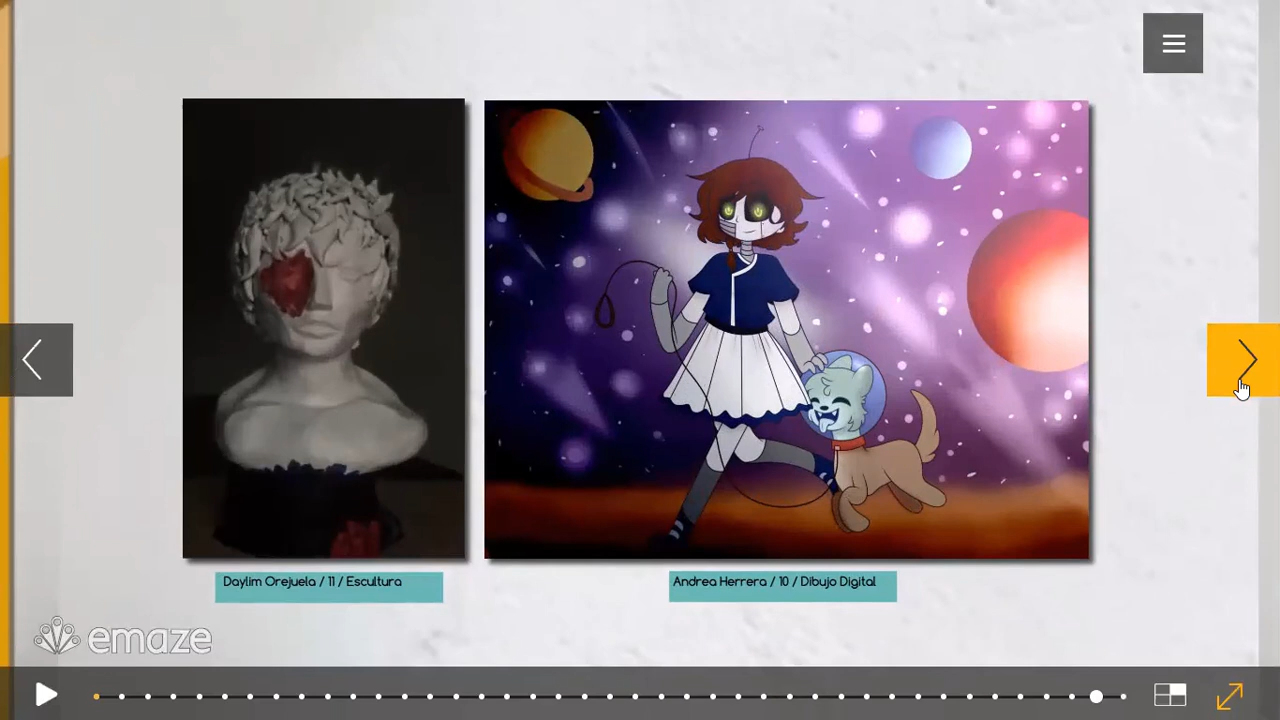 Daylim Orejuela / 11 / Escultura
Andrea Herrera / 10 / Dibujo Digital
emaze